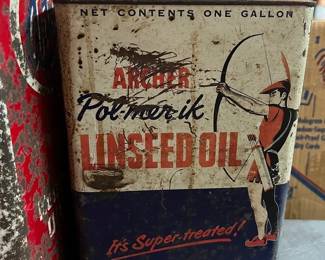 NET CONTENTS ONE GALLON
ARCHER
Pol-mer-ik
LINSEED OIL
It's Super-treated!